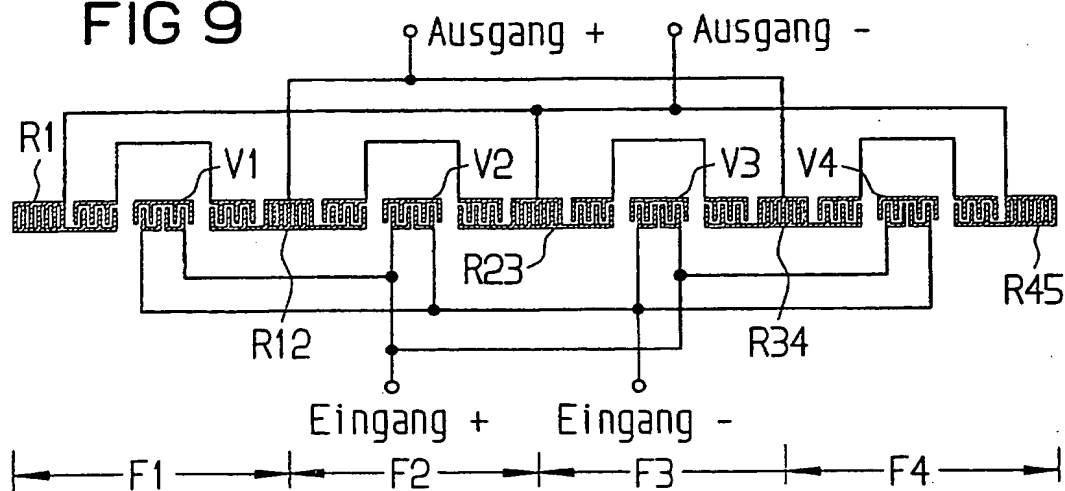 FIG 9
Ausgang + Ausgang -
R1 V1 V2 V3 V4
R12 R23 R34 R45
Eingang + Eingang -
F1 F2 F3 F4